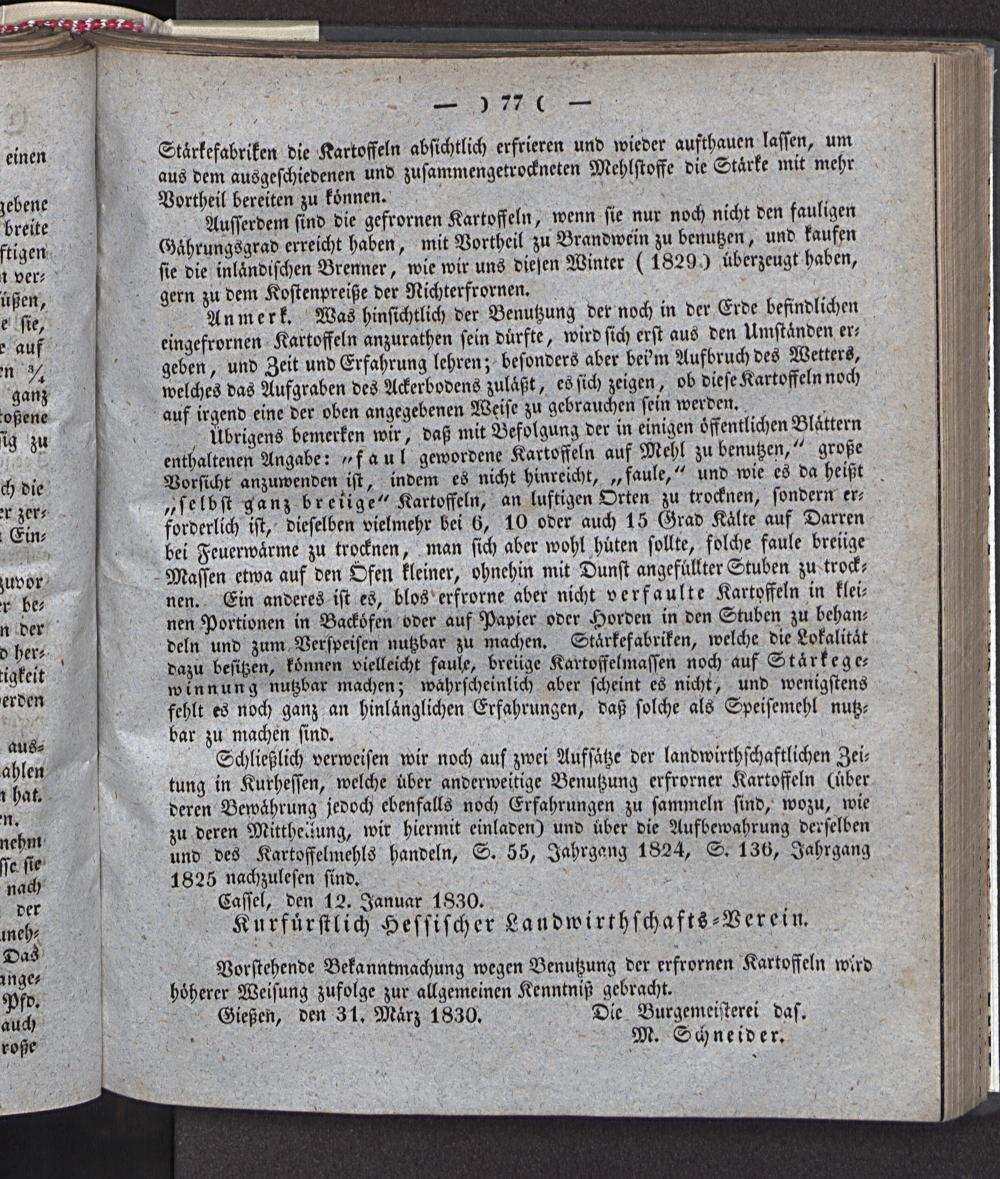 — ) 77 ( —
Stärkefabriken die Kartoffeln absichtlich erfrieren und wieder aufthauen lassen, um
aus dem ausgeschiedenen und zusammengetrockneten Mehlstoffe die Stärke mit mehr
Vortheil bereiten zu können.
Ausserdem sind die gefrornen Kartoffeln, wenn sie nur noch nicht den fauligen
Gährungsgrad erreicht haben, mit Vortheil zu Brandwein zu benutzen, und kaufen
sie die inländischen Brenner, wie wir uns diesen Winter (1829) überzeugt haben,
gern zu dem Kostenpreiße der Nichterfrornen.
Anmerk. Was hinsichtlich der Benutzung der noch in der Erde befindlichen
eingefrornen Kartoffeln anzurathen sein dürfte, wird sich erst aus den Umständen er-
geben, und Zeit und Erfahrung lehren; besonders aber bei'm Aufbruch des Wetters,
welches das Aufgraben des Ackerbodens zuläßt, es sich zeigen, ob diese Kartoffeln noch
auf irgend eine der oben angegebenen Weise zu gebrauchen sein werden.
Übrigens bemerken wir, daß mit Befolgung der in einigen öffentlichen Blättern
enthaltenen Angabe: „faul gewordene Kartoffeln auf Mehl zu benutzen,“ große
Vorsicht anzuwenden ist, indem es nicht hinreicht, „faule,“ und wie es da heißt
„selbst ganz breiige“ Kartoffeln, an luftigen Orten zu trocknen, sondern er-
forderlich ist, dieselben vielmehr bei 6, 10 oder auch 15 Grad Kälte auf Darren
bei Feuerwärme zu trocknen, man sich aber wohl hüten sollte, solche faule breiige
Massen etwa auf den Öfen kleiner, ohnehin mit Dunst angefüllter Stuben zu trock-
nen. Ein anderes ist es, blos erfrorne aber nicht verfaulte Kartoffeln in klei-
nen Portionen in Backöfen oder auf Papier oder Horden in den Stuben zu behan-
deln und zum Verspeisen nutzbar zu machen. Stärkefabriken, welche die Lokalität
dazu besitzen, können vielleicht faule, breiige Kartoffelmassen noch auf Stärkege-
winnung nutzbar machen; wahrscheinlich aber scheint es nicht, und wenigstens
fehlt es noch ganz an hinlänglichen Erfahrungen, daß solche als Speisemehl nutz-
bar zu machen sind.
Schließlich verweisen wir noch auf zwei Aufsätze der landwirthschaftlichen Zei-
tung in Kurhessen, welche über anderweitige Benutzung erfrorner Kartoffeln (über
deren Bewährung jedoch ebenfalls noch Erfahrungen zu sammeln sind, wozu, wie
zu deren Mittheilung, wir hiermit einladen) und über die Aufbewahrung derselben
und des Kartoffelmehls handeln, S. 55, Jahrgang 1824, S. 136, Jahrgang
1825 nachzulesen sind.
Cassel, den 12. Januar 1830.
Kurfürstlich Hessischer Landwirthschafts-Verein.
Vorstehende Bekanntmachung wegen Benutzung der erfrornen Kartoffeln wird
höherer Weisung zufolge zur allgemeinen Kenntniß gebracht.
Gießen, den 31. März 1830. Die Burgemeisterei das.
M. Schneider.